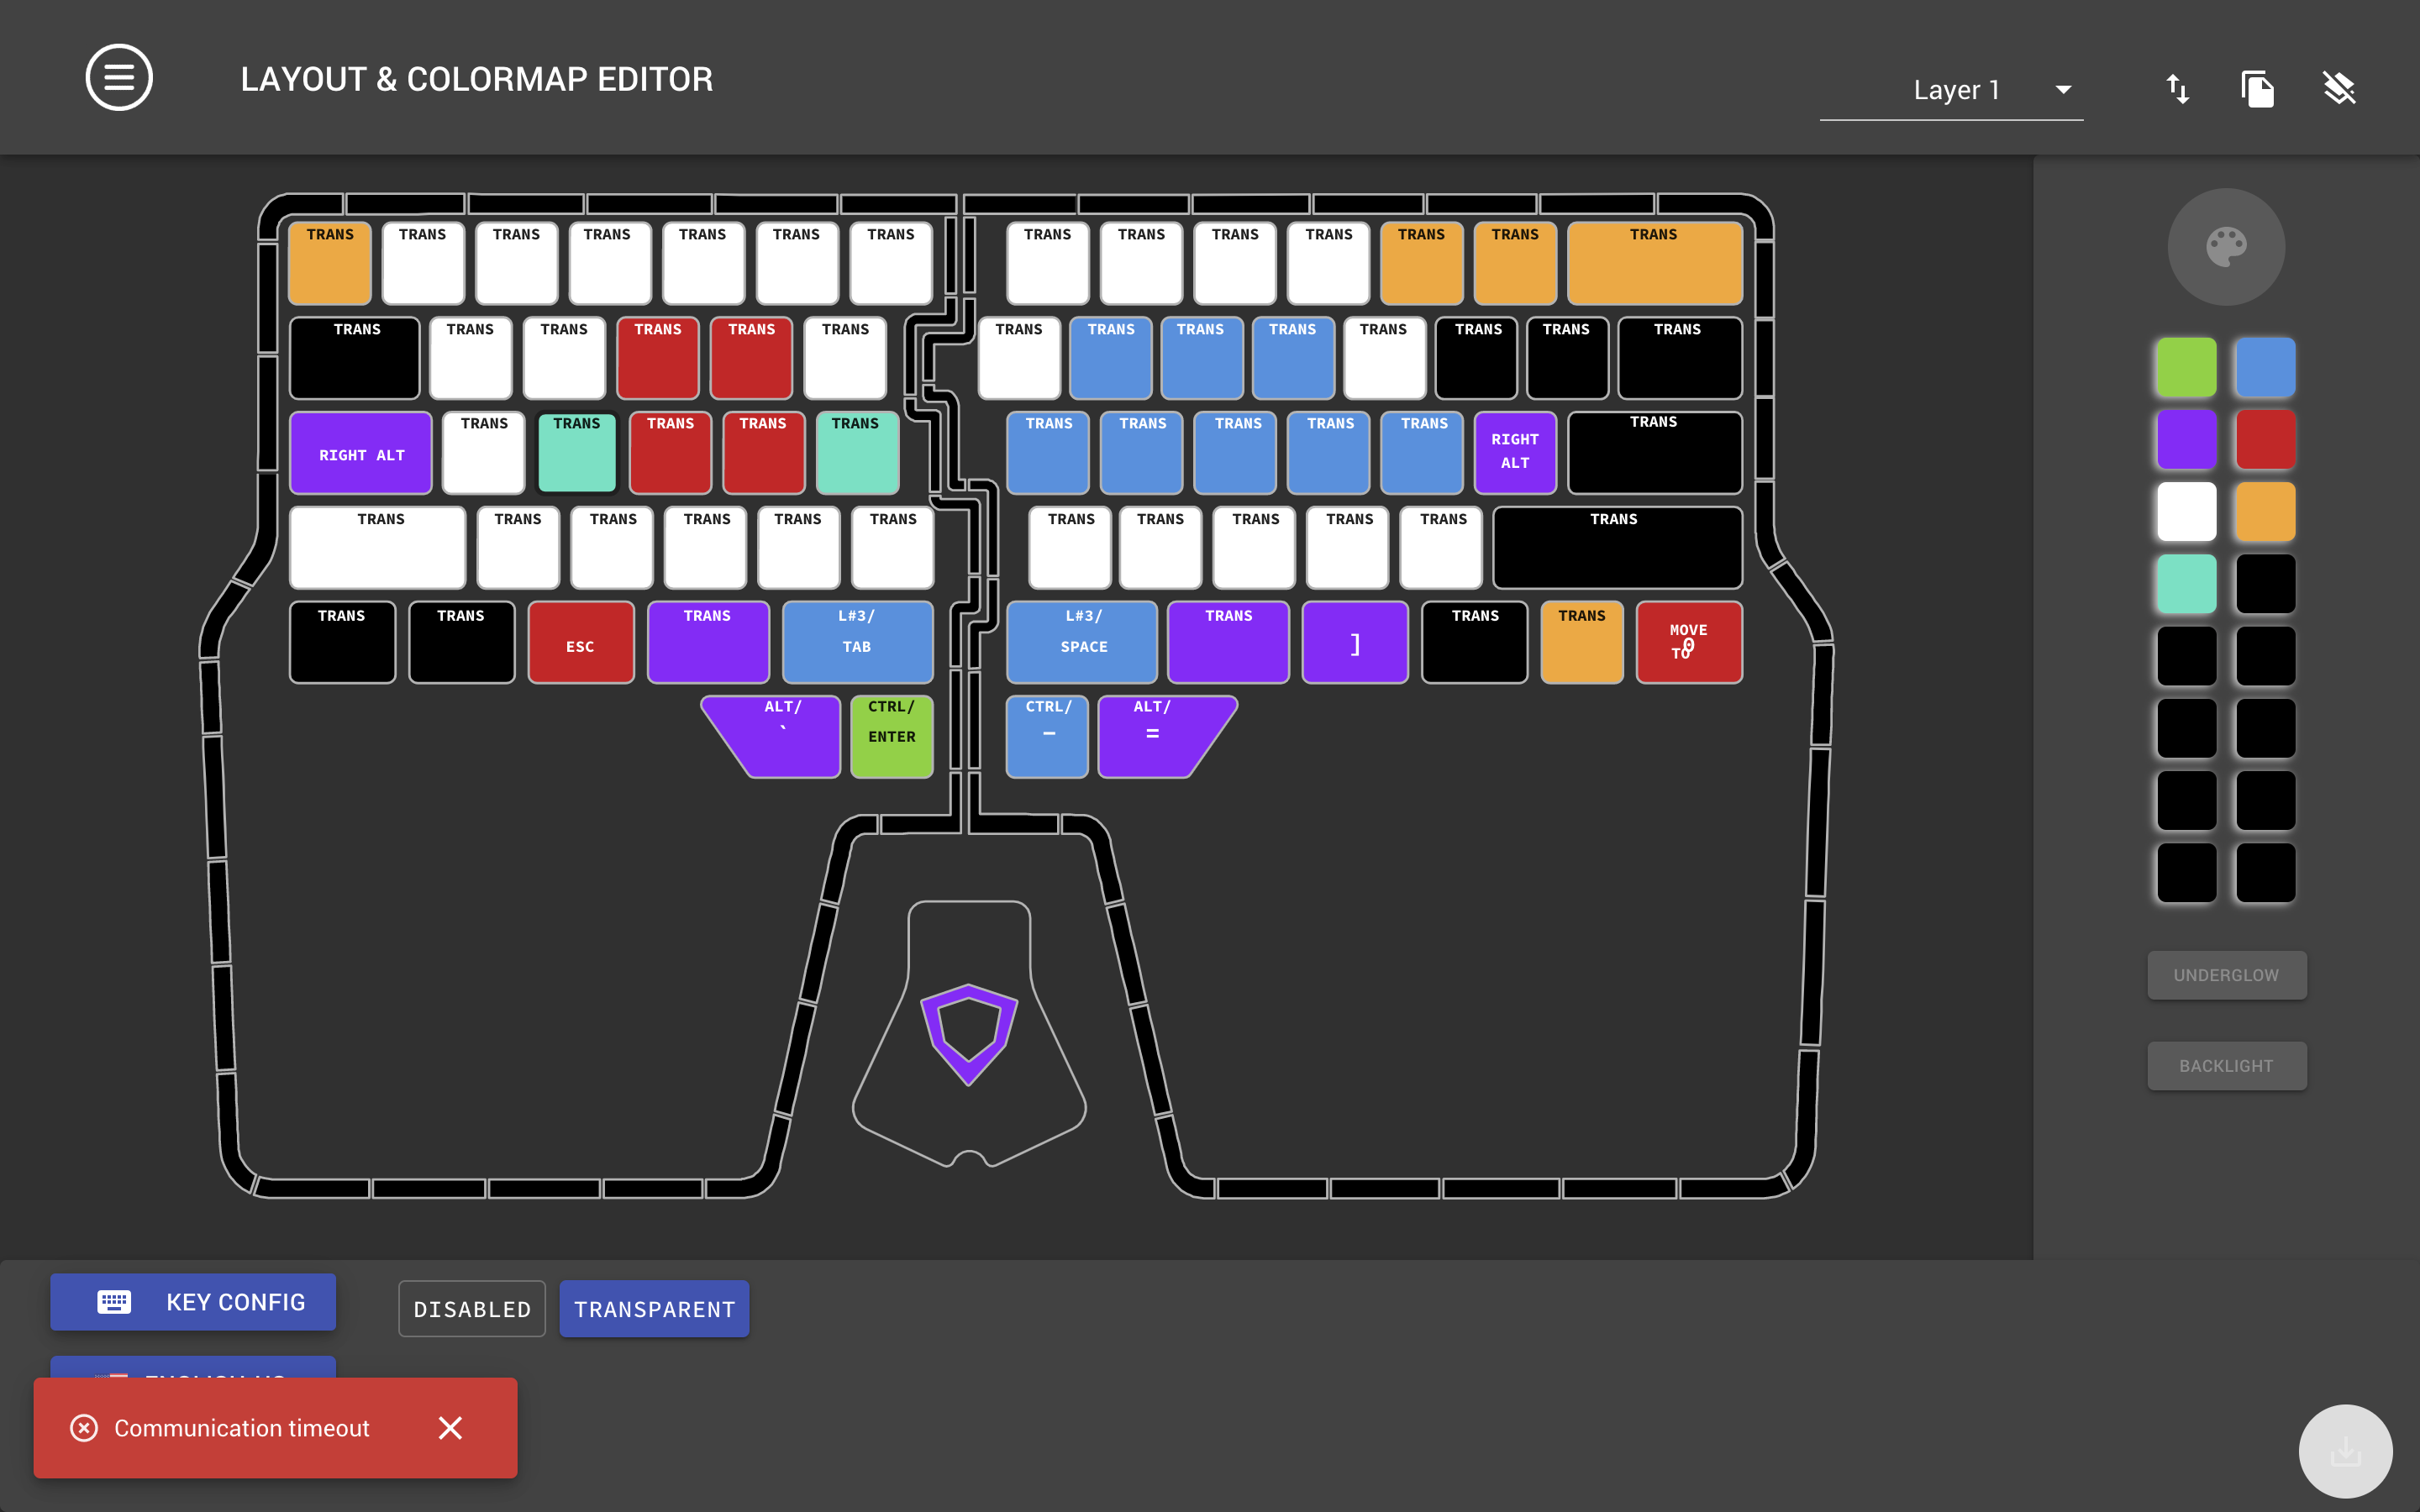 LAYOUT & COLORMAP EDITOR
Layer 1
TRANS TRANS TRANS TRANS TRANS TRANS TRANS TRANS TRANS TRANS TRANS TRANS TRANS TRANS
TRANS TRANS TRANS TRANS TRANS TRANS TRANS TRANS TRANS TRANS TRANS TRANS TRANS TRANS
RIGHT ALT TRANS TRANS TRANS TRANS TRANS TRANS TRANS TRANS TRANS TRANS RIGHT ALT TRANS
TRANS TRANS TRANS TRANS TRANS TRANS TRANS TRANS TRANS TRANS TRANS TRANS
TRANS TRANS ESC TRANS L#3/ TAB L#3/ SPACE TRANS ] TRANS TRANS MOVE TO 0
ALT/ ` CTRL/ ENTER CTRL/ - ALT/ =
UNDERGLOW
BACKLIGHT
KEY CONFIG DISABLED TRANSPARENT
Communication timeout